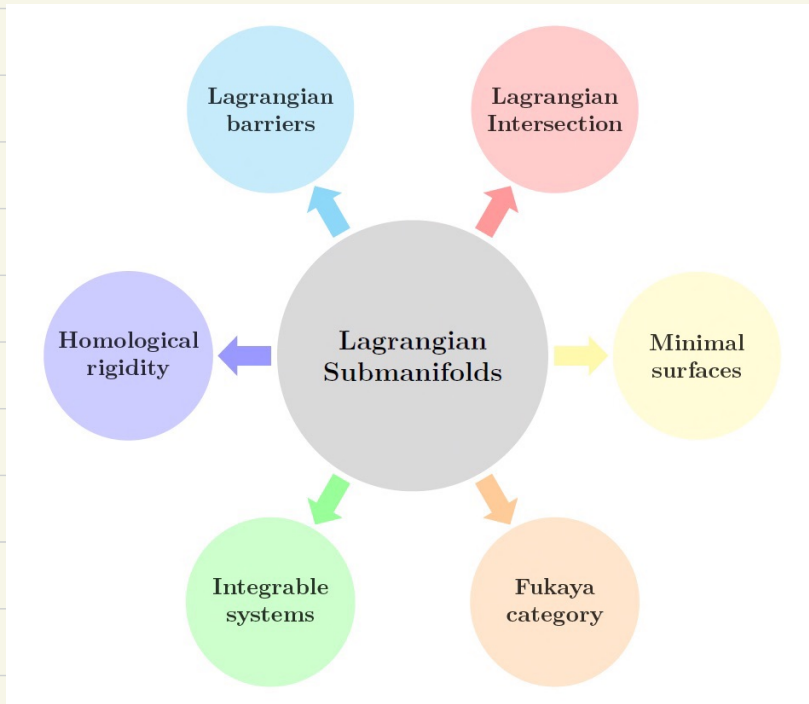 Lagrangian
barriers
Lagrangian
Intersection
Homological
rigidity
Lagrangian
Submanifolds
Minimal
surfaces
Integrable
systems
Fukaya
category